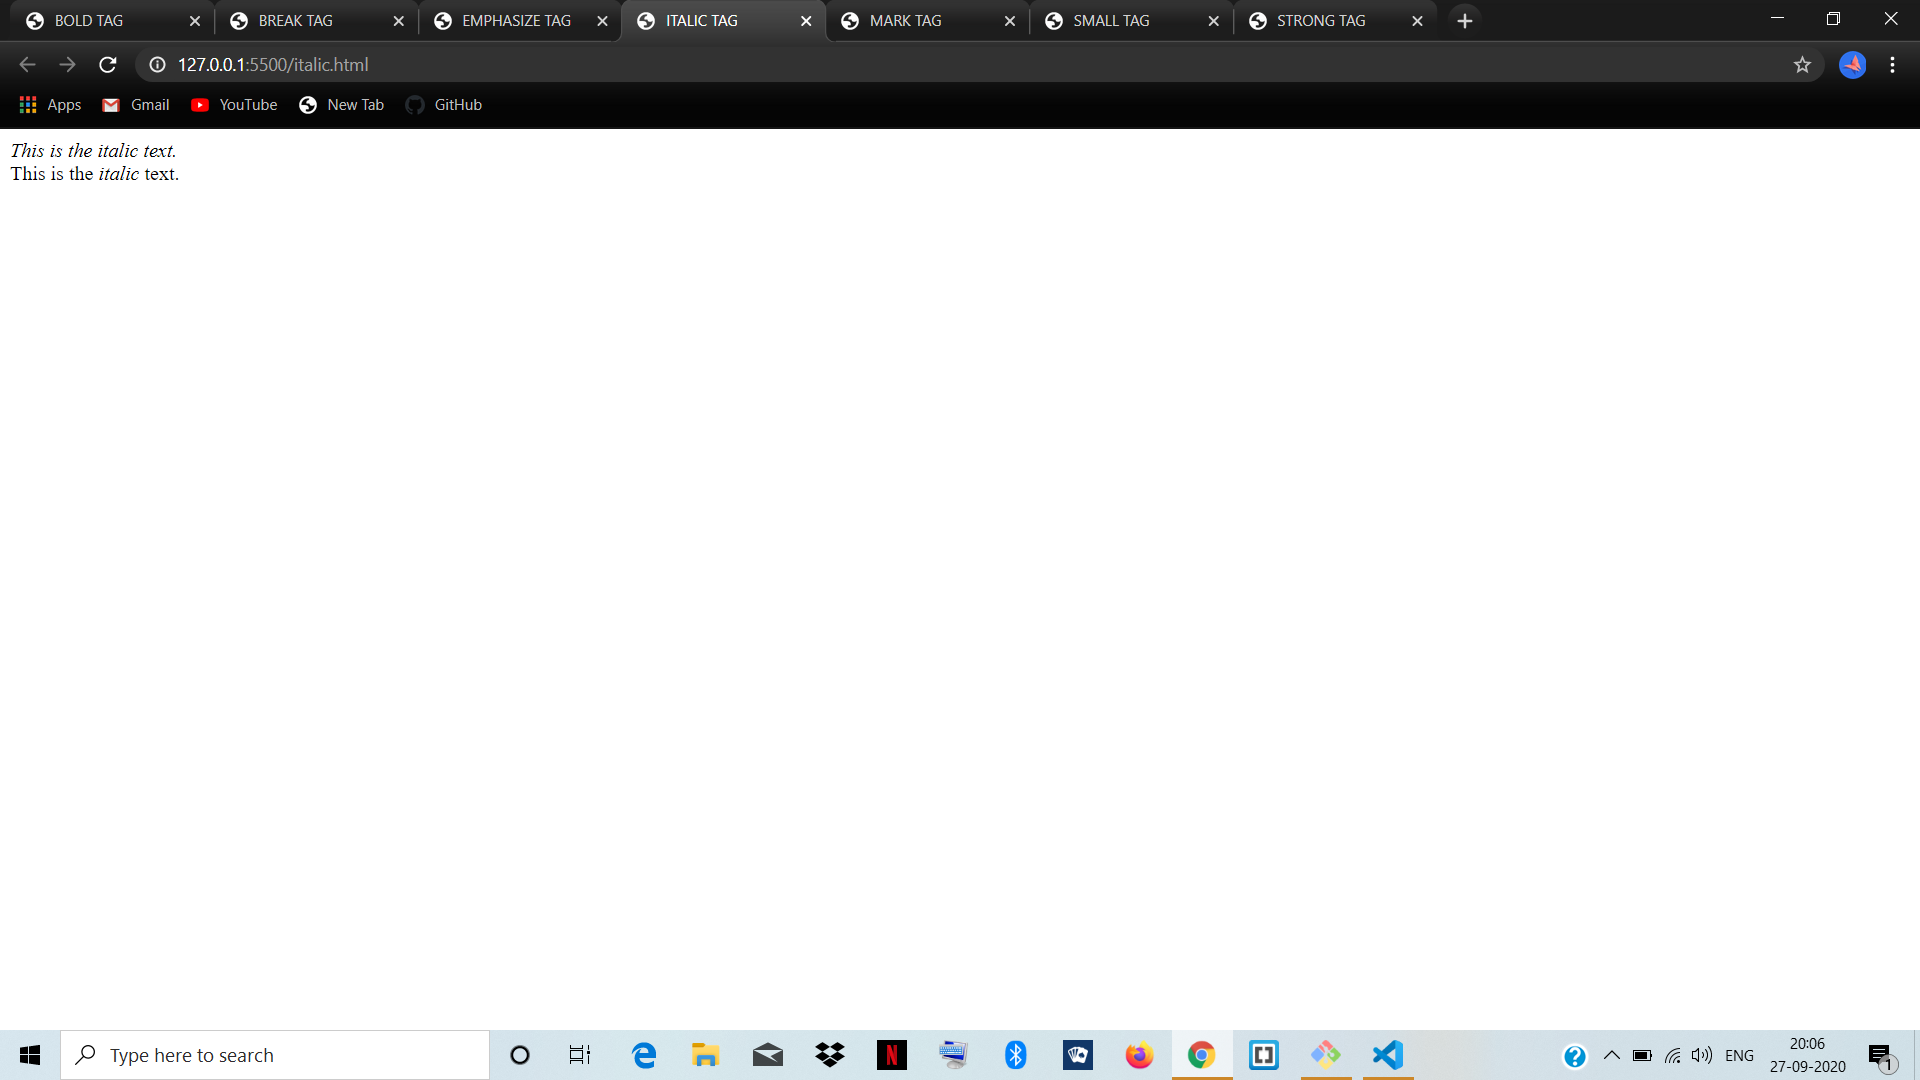 BOLD TAG
BREAK TAG
EMPHASIZE TAG
ITALIC TAG
MARK TAG
SMALL TAG
STRONG TAG
127.0.0.1:5500/italic.html
Apps
Gmail
YouTube
New Tab
GitHub
This is the italic text.
This is the italic text.
Type here to search
N
ENG
20:06
27-09-2020
1